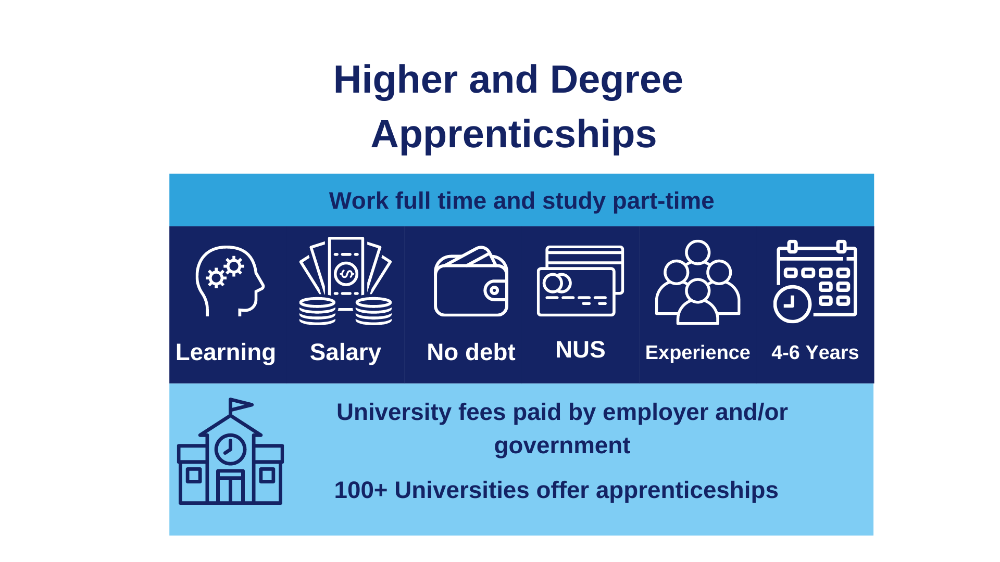 Higher and Degree
Apprenticships
Work full time and study part-time
Learning
Salary
No debt
NUS
Experience
4-6 Years
University fees paid by employer and/or
government
100+ Universities offer apprenticeships